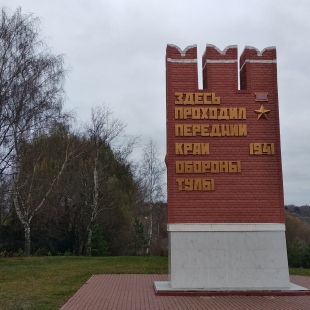 ЗДЕСЬ
ПРОХОДИЛ
ПЕРЕДНИЙ
КРАЙ 1941
ОБОРОНЫ
ТУЛЫ